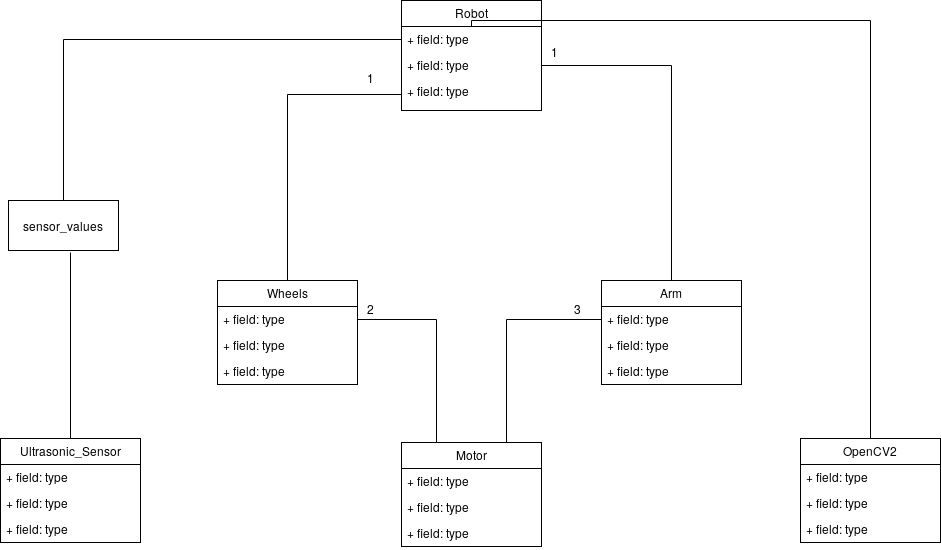 Robot
+ field: type
+ field: type
+ field: type
1
1
sensor_values
Wheels
+ field: type
+ field: type
+ field: type
2
3
Arm
+ field: type
+ field: type
+ field: type
Ultrasonic_Sensor
+ field: type
+ field: type
+ field: type
Motor
+ field: type
+ field: type
+ field: type
OpenCV2
+ field: type
+ field: type
+ field: type